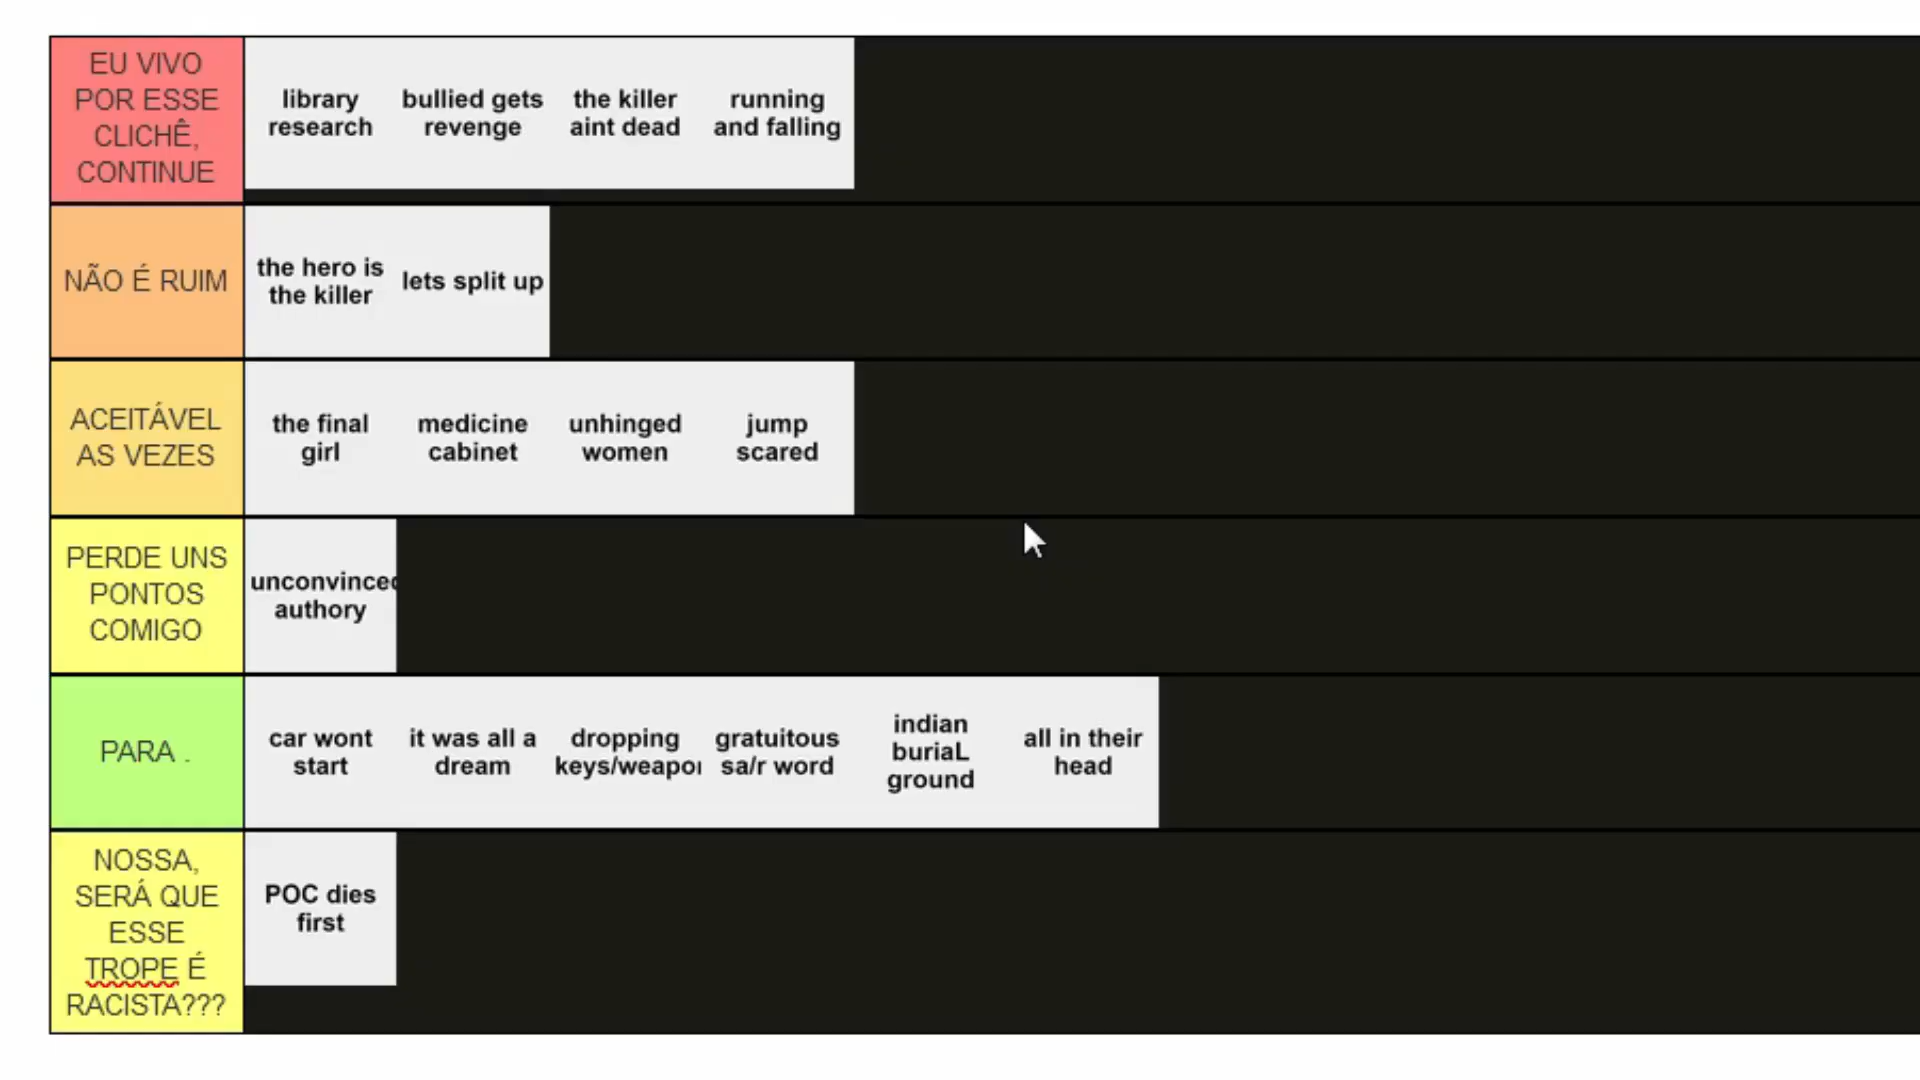 EU VIVO
POR ESSE
CLICHÊ,
CONTINUE
library
research
bullied gets
revenge
the killer
aint dead
running
and falling
NÃO É RUIM
the hero is
the killer
lets split up
ACEITÁVEL
AS VEZES
the final
girl
medicine
cabinet
unhinged
women
jump
scared
PERDE UNS
PONTOS
COMIGO
unconvinced
authory
PARA .
car wont
start
it was all a
dream
dropping
keys/weapon
gratuitous
sa/r word
indian
buriaL
ground
all in their
head
NOSSA,
SERÁ QUE
ESSE
TROPE É
RACISTA???
POC dies
first